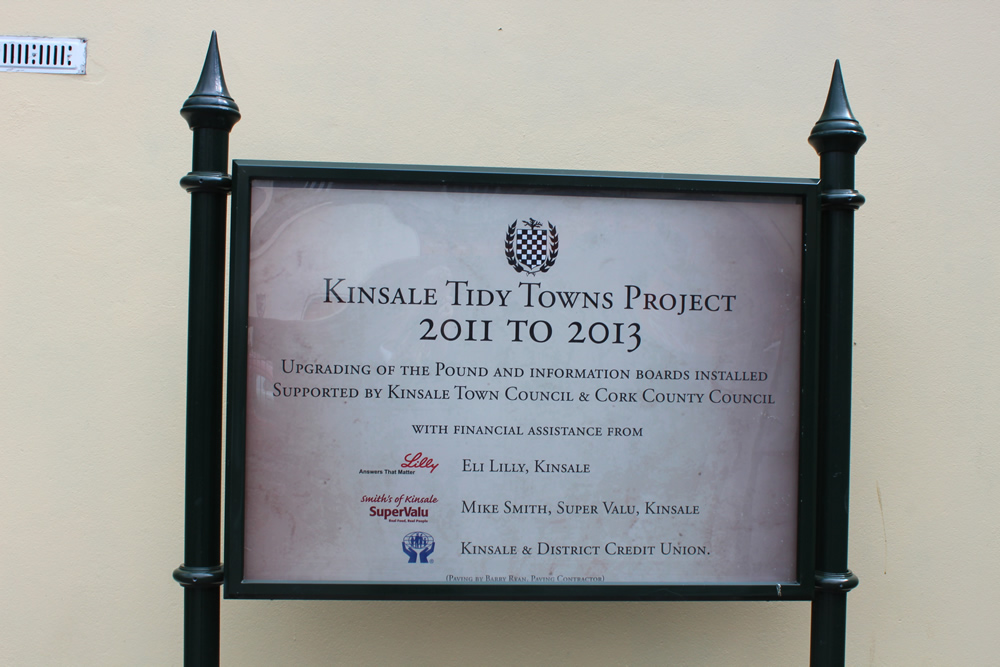 Kinsale Tidy Towns Project
2011 to 2013
Upgrading of the Pound and information boards installed
Supported by Kinsale Town Council & Cork County Council
with financial assistance from
Lilly
Answers That Matter
Eli Lilly, Kinsale
Smith's of Kinsale
SuperValu
Real Food, Real People
Mike Smith, Super Valu, Kinsale
Kinsale & District Credit Union.
(Paving by Barry Ryan, Paving Contractor)